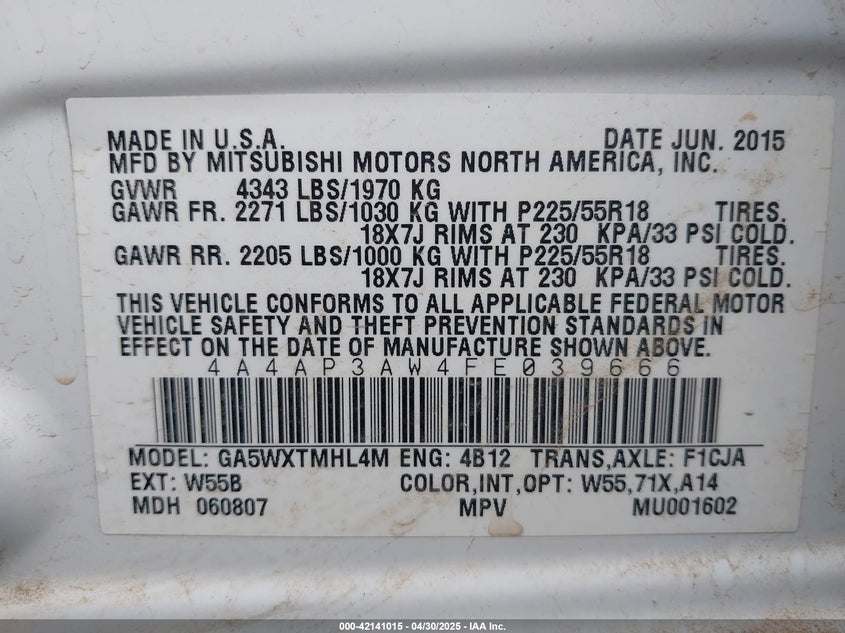 MADE IN U.S.A. DATE JUN. 2015
MFD BY MITSUBISHI MOTORS NORTH AMERICA, INC.
GVWR 4343 LBS/1970 KG
GAWR FR. 2271 LBS/1030 KG WITH P225/55R18 TIRES.
18X7J RIMS AT 230 KPA/33 PSI COLD.
GAWR RR. 2205 LBS/1000 KG WITH P225/55R18 TIRES.
18X7J RIMS AT 230 KPA/33 PSI COLD.
THIS VEHICLE CONFORMS TO ALL APPLICABLE FEDERAL MOTOR
VEHICLE SAFETY AND THEFT PREVENTION STANDARDS IN
EFFECT ON THE DATE OF MANUFACTURE SHOWN ABOVE.
4A4AP3AW4FE039666
MODEL: GA5WXTMHL4M ENG: 4B12 TRANS,AXLE: F1CJA
EXT: W55B COLOR,INT,OPT: W55,71X,A14
MDH 060807 MPV MU001602
000-42141015 - 04/30/2025 - IAA Inc.